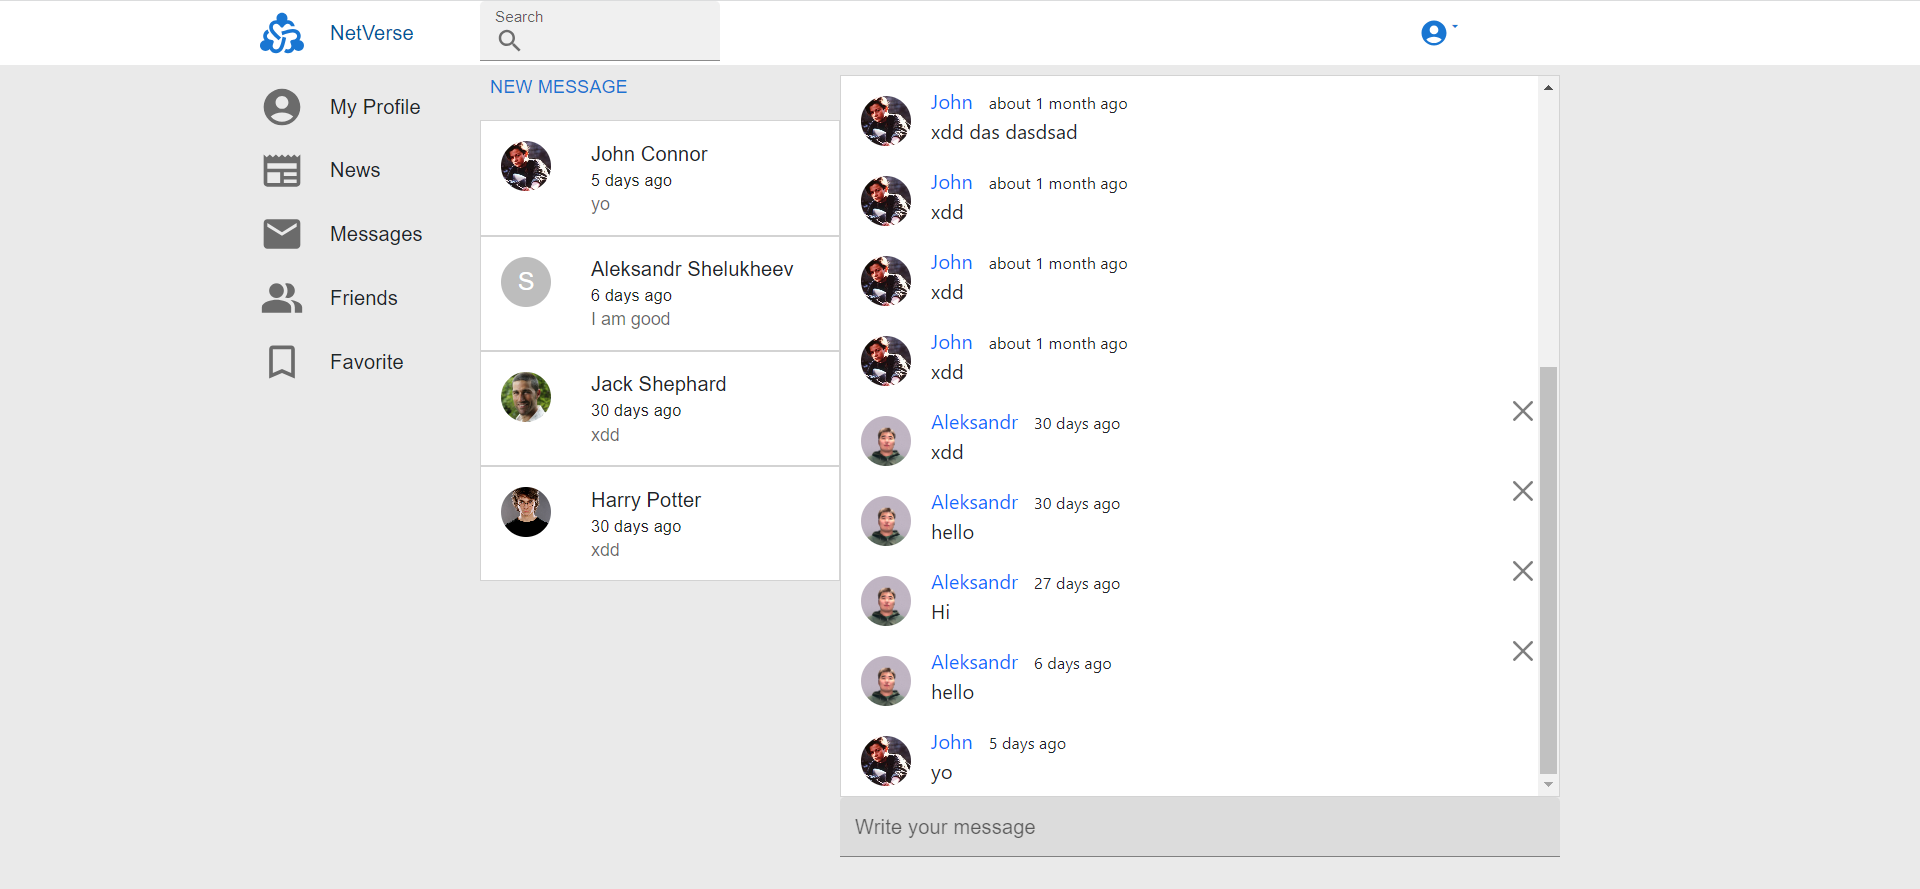 NetVerse
Search
My Profile
News
Messages
Friends
Favorite
NEW MESSAGE
John Connor
5 days ago
yo
S
Aleksandr Shelukheev
6 days ago
I am good
Jack Shephard
30 days ago
xdd
Harry Potter
30 days ago
xdd
John about 1 month ago
xdd das dasdsad
John about 1 month ago
xdd
John about 1 month ago
xdd
John about 1 month ago
xdd
Aleksandr 30 days ago
xdd
Aleksandr 30 days ago
hello
Aleksandr 27 days ago
Hi
Aleksandr 6 days ago
hello
John 5 days ago
yo
Write your message